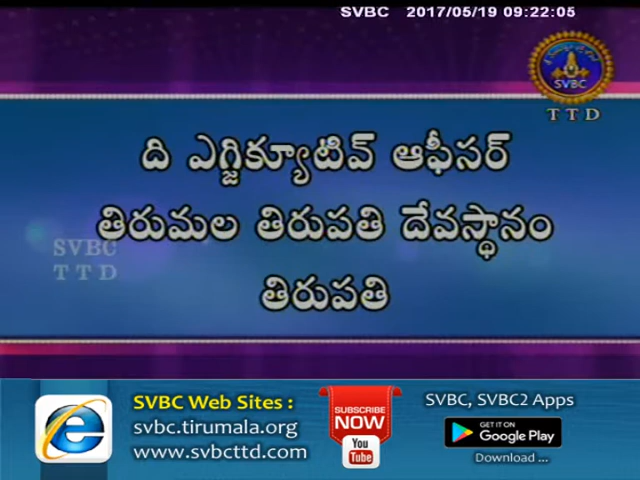 SVBC 2017/05/19 09:22:05
SVBC
TTD
ది ఎగ్జిక్యూటివ్ ఆఫీసర్
తిరుమల తిరుపతి దేవస్థానం
తిరుపతి
SVBC
TTD
SVBC Web Sites :
svbc.tirumala.org
www.svbcttd.com
SUBSCRIBE
NOW
You
Tube
SVBC, SVBC2 Apps
GET IT ON
Google Play
Download ...